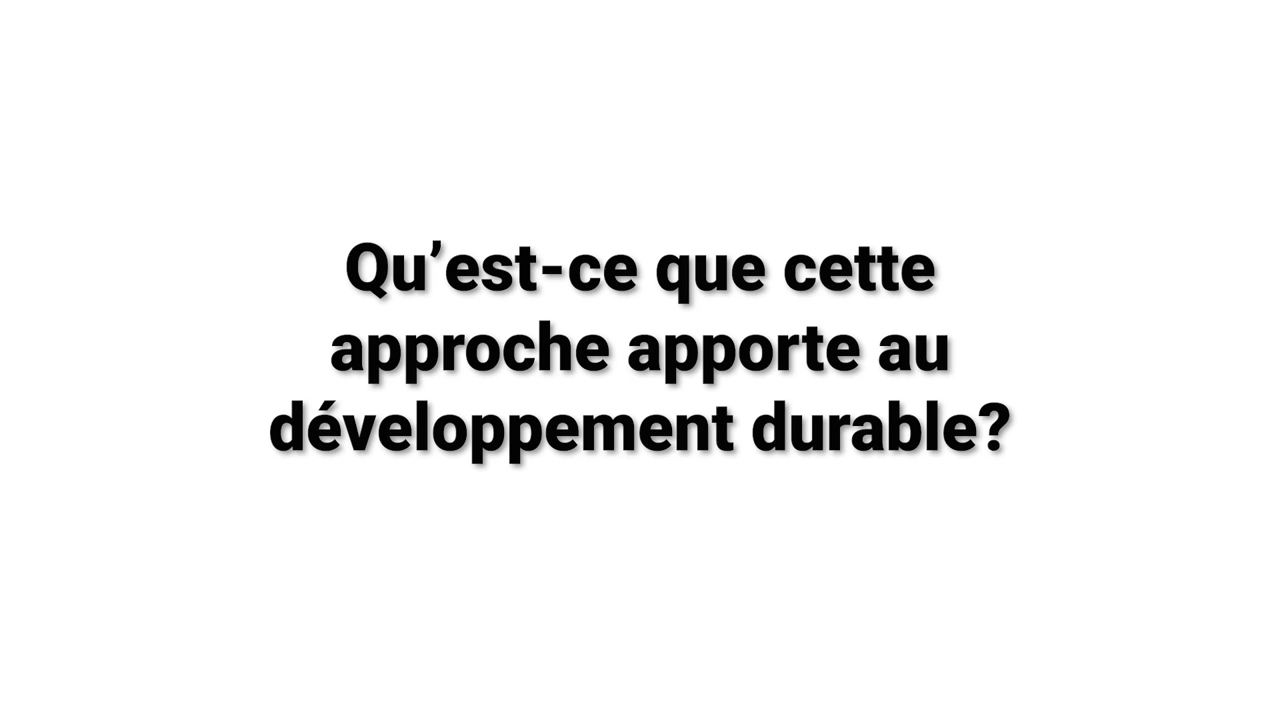 Qu’est-ce que cette
approche apporte au
développement durable?